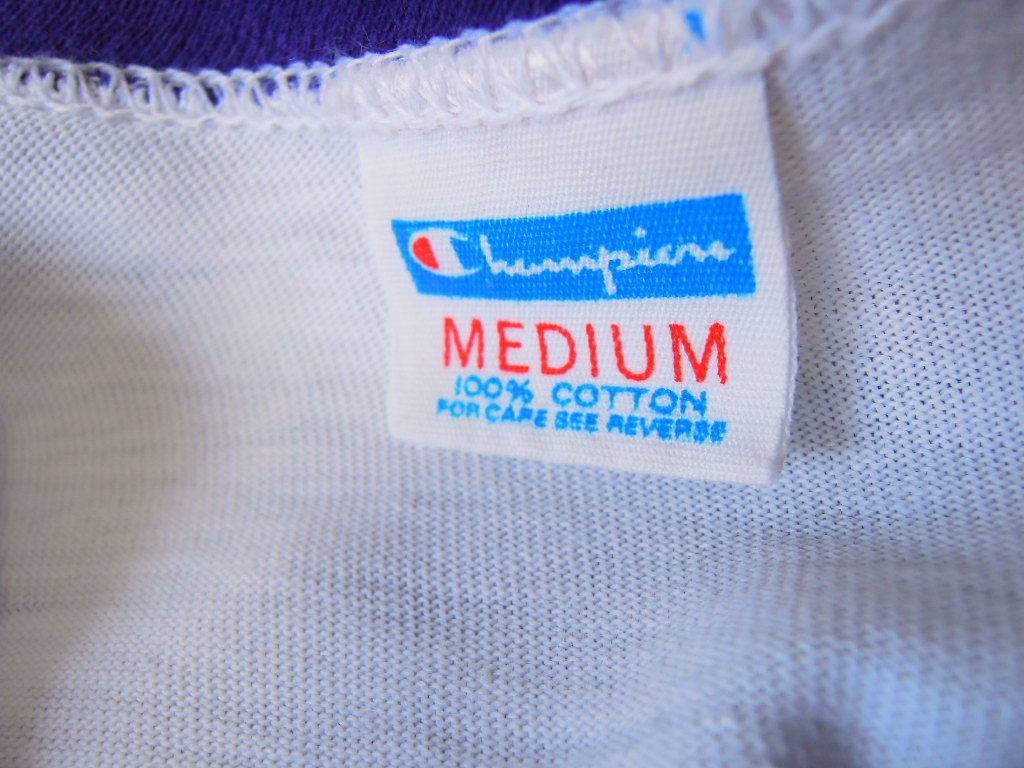 Champion
MEDIUM
100% COTTON
FOR CARE SEE REVERSE